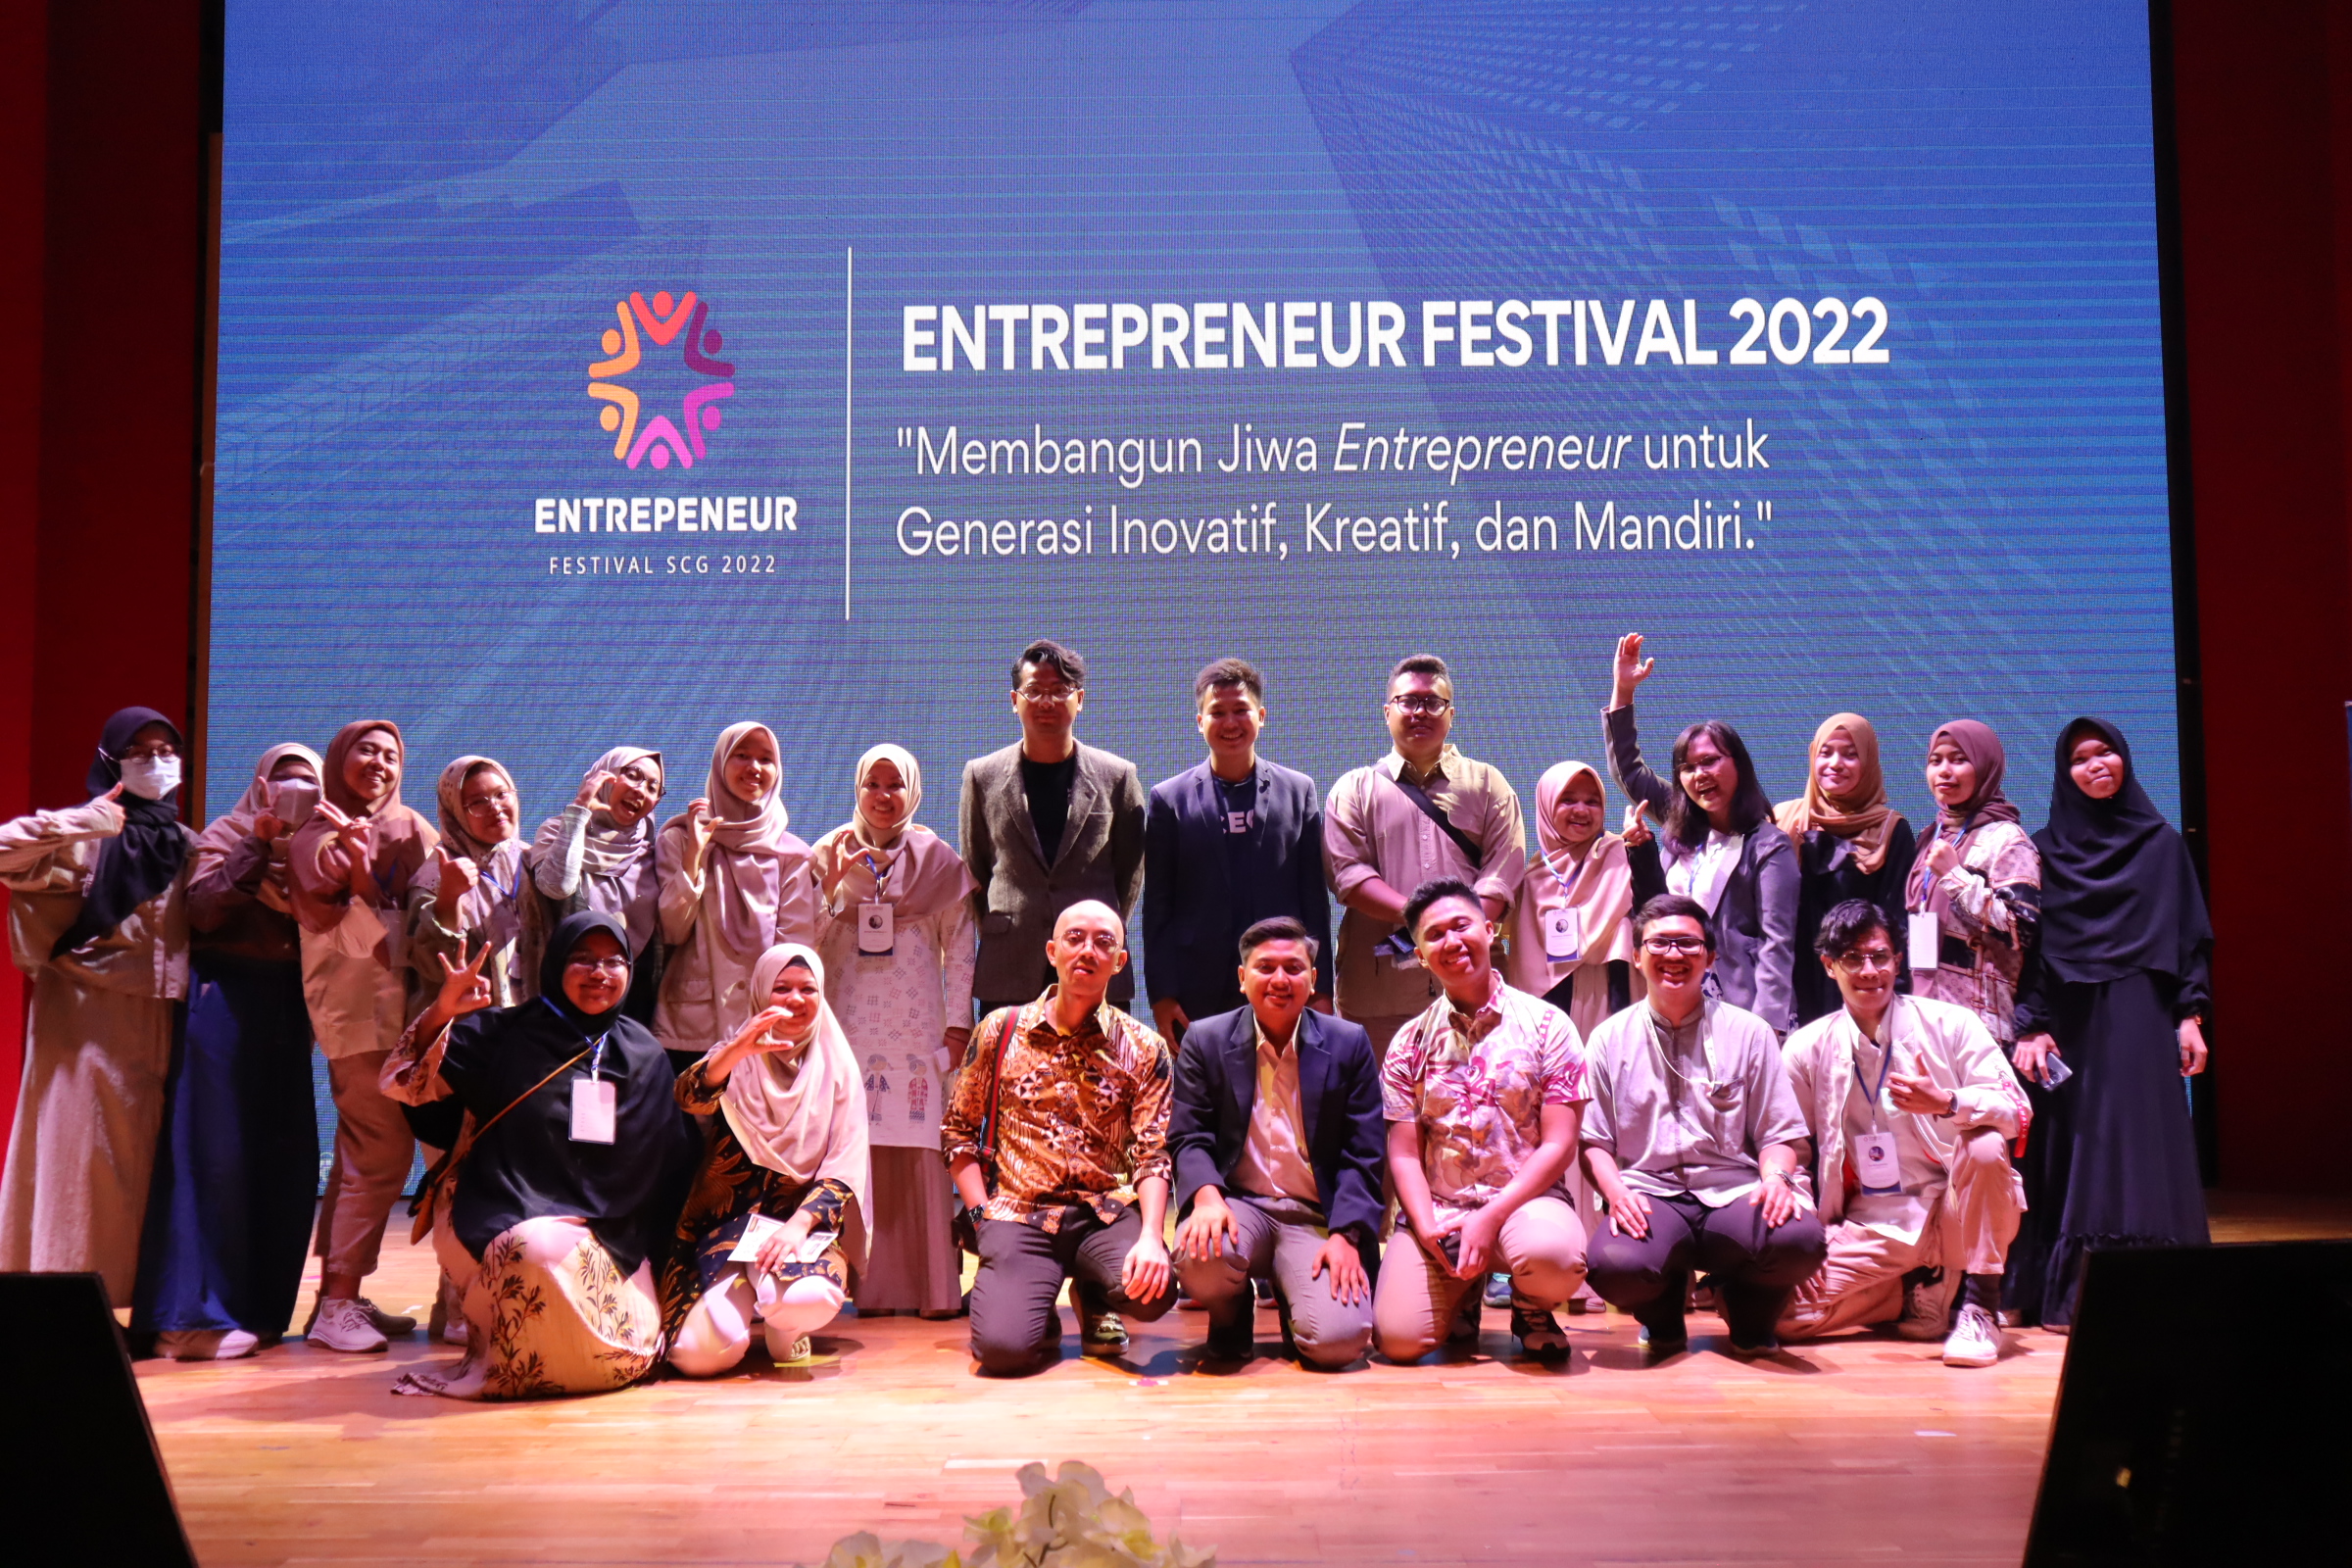 ENTREPENEUR
FESTIVAL SCG 2022
ENTREPRENEUR FESTIVAL 2022
"Membangun Jiwa Entrepreneur untuk
Generasi Inovatif, Kreatif, dan Mandiri."